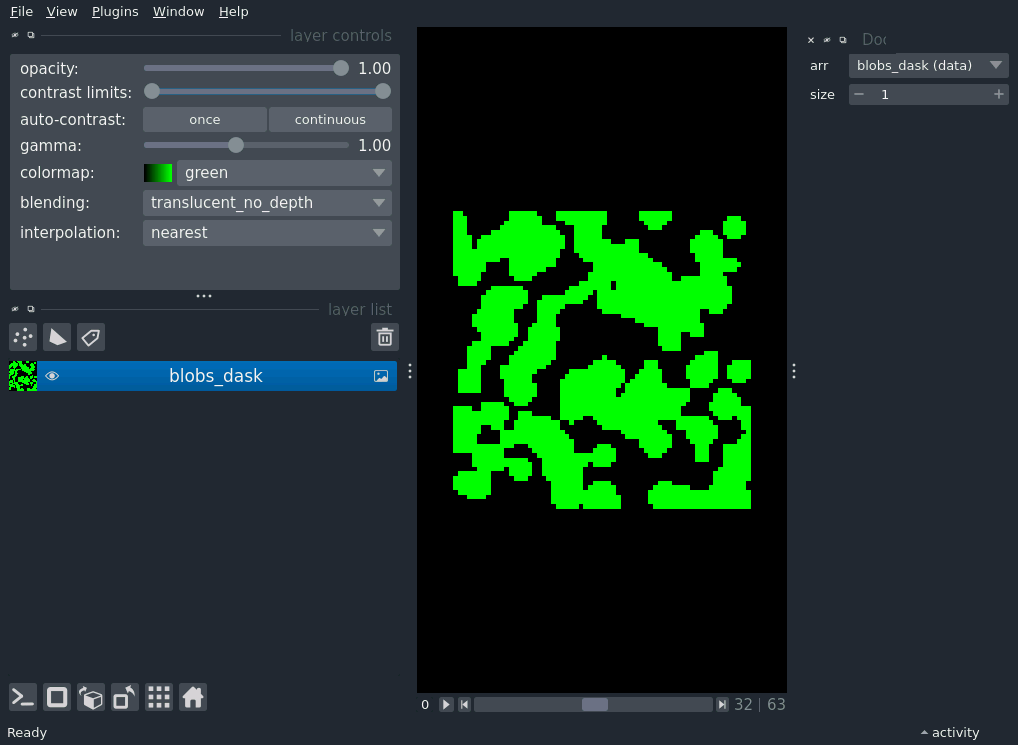 File View Plugins Window Help
layer controls
opacity: 1.00
contrast limits:
auto-contrast: once continuous
gamma: 1.00
colormap: green
blending: translucent_no_depth
interpolation: nearest
layer list
blobs_dask
0 32 | 63
Ready
activity
arr blobs_dask (data)
size 1